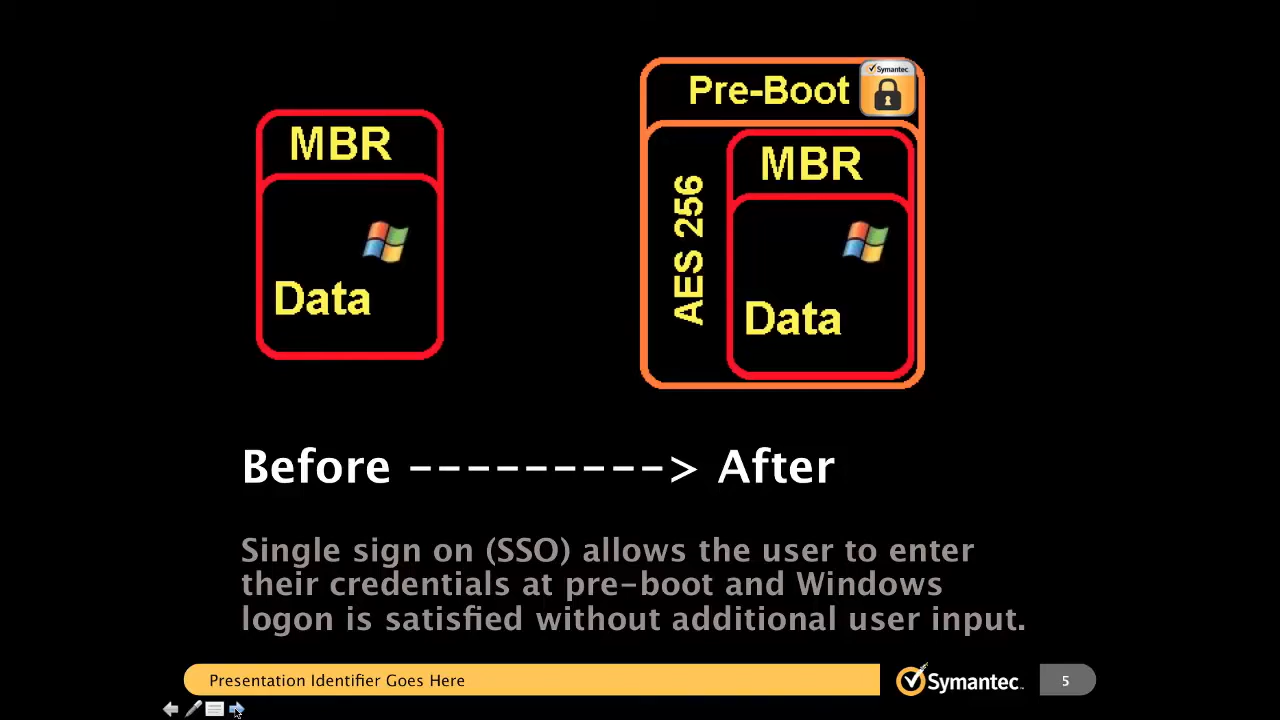 MBR
Data
Pre-Boot
Symantec
AES 256
MBR
Data
Before ---------> After
Single sign on (SSO) allows the user to enter
their credentials at pre-boot and Windows
logon is satisfied without additional user input.
Presentation Identifier Goes Here
Symantec™
5